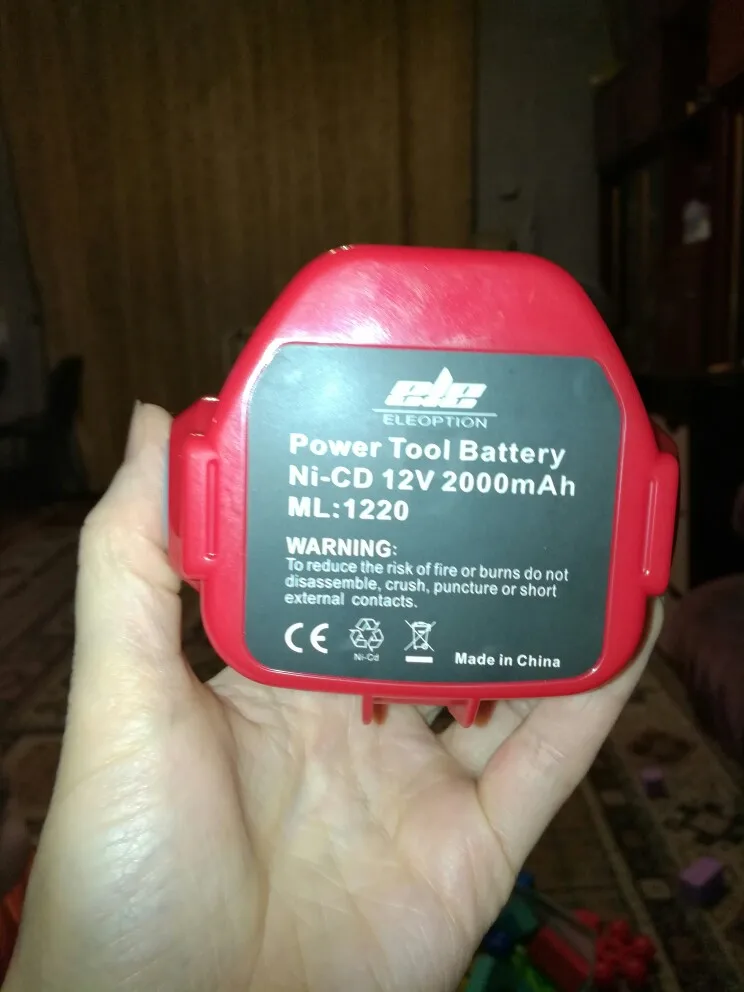 ele
ELEOPTION
Power Tool Battery
Ni-CD 12V 2000mAh
ML:1220
WARNING:
To reduce the risk of fire or burns do not
disassemble, crush, puncture or short
external contacts.
CE
Ni-Cd
Made in China